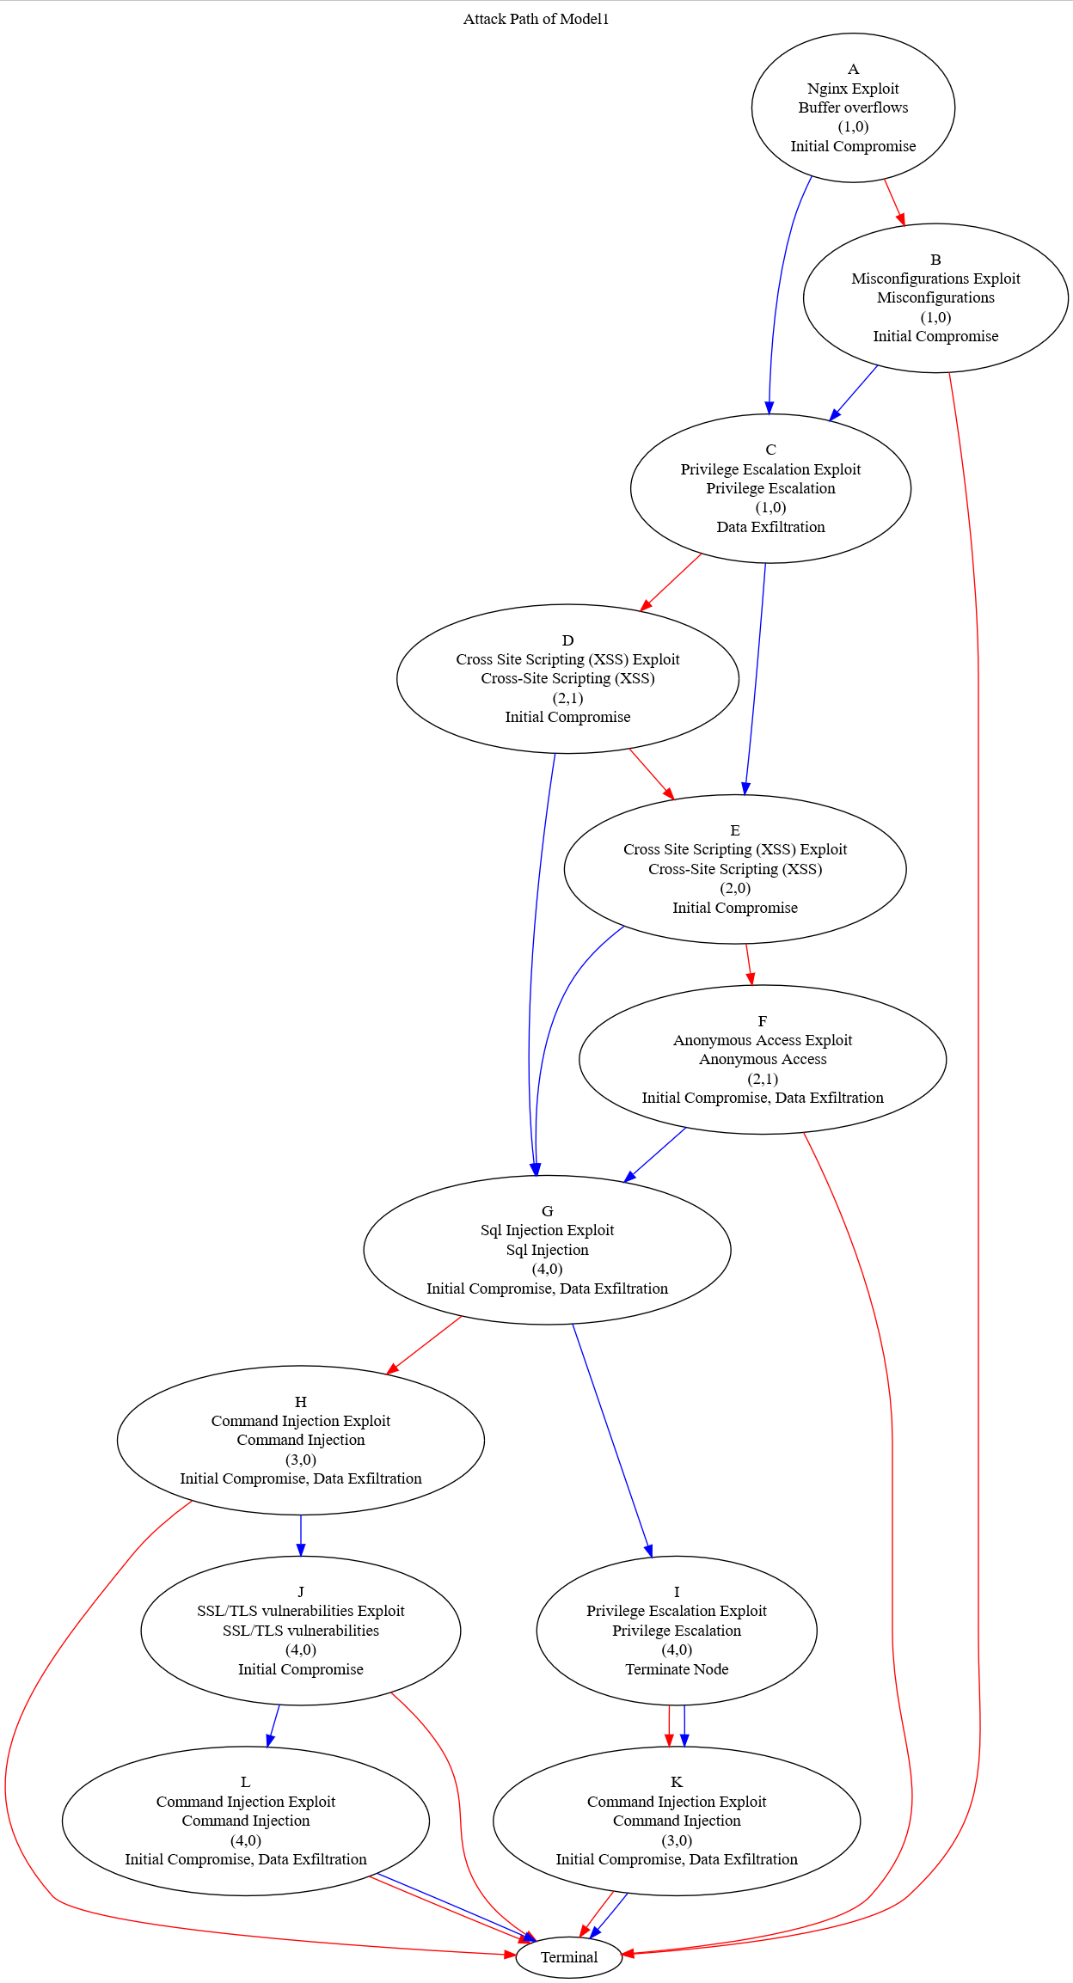 Attack Path of Model1
A
Nginx Exploit
Buffer overflows
(1,0)
Initial Compromise
B
Misconfigurations Exploit
Misconfigurations
(1,0)
Initial Compromise
C
Privilege Escalation Exploit
Privilege Escalation
(1,0)
Data Exfiltration
D
Cross Site Scripting (XSS) Exploit
Cross-Site Scripting (XSS)
(2,1)
Initial Compromise
E
Cross Site Scripting (XSS) Exploit
Cross-Site Scripting (XSS)
(2,0)
Initial Compromise
F
Anonymous Access Exploit
Anonymous Access
(2,1)
Initial Compromise, Data Exfiltration
G
Sql Injection Exploit
Sql Injection
(4,0)
Initial Compromise, Data Exfiltration
H
Command Injection Exploit
Command Injection
(3,0)
Initial Compromise, Data Exfiltration
J
SSL/TLS vulnerabilities Exploit
SSL/TLS vulnerabilities
(4,0)
Initial Compromise
I
Privilege Escalation Exploit
Privilege Escalation
(4,0)
Terminate Node
L
Command Injection Exploit
Command Injection
(4,0)
Initial Compromise, Data Exfiltration
K
Command Injection Exploit
Command Injection
(3,0)
Initial Compromise, Data Exfiltration
Terminal